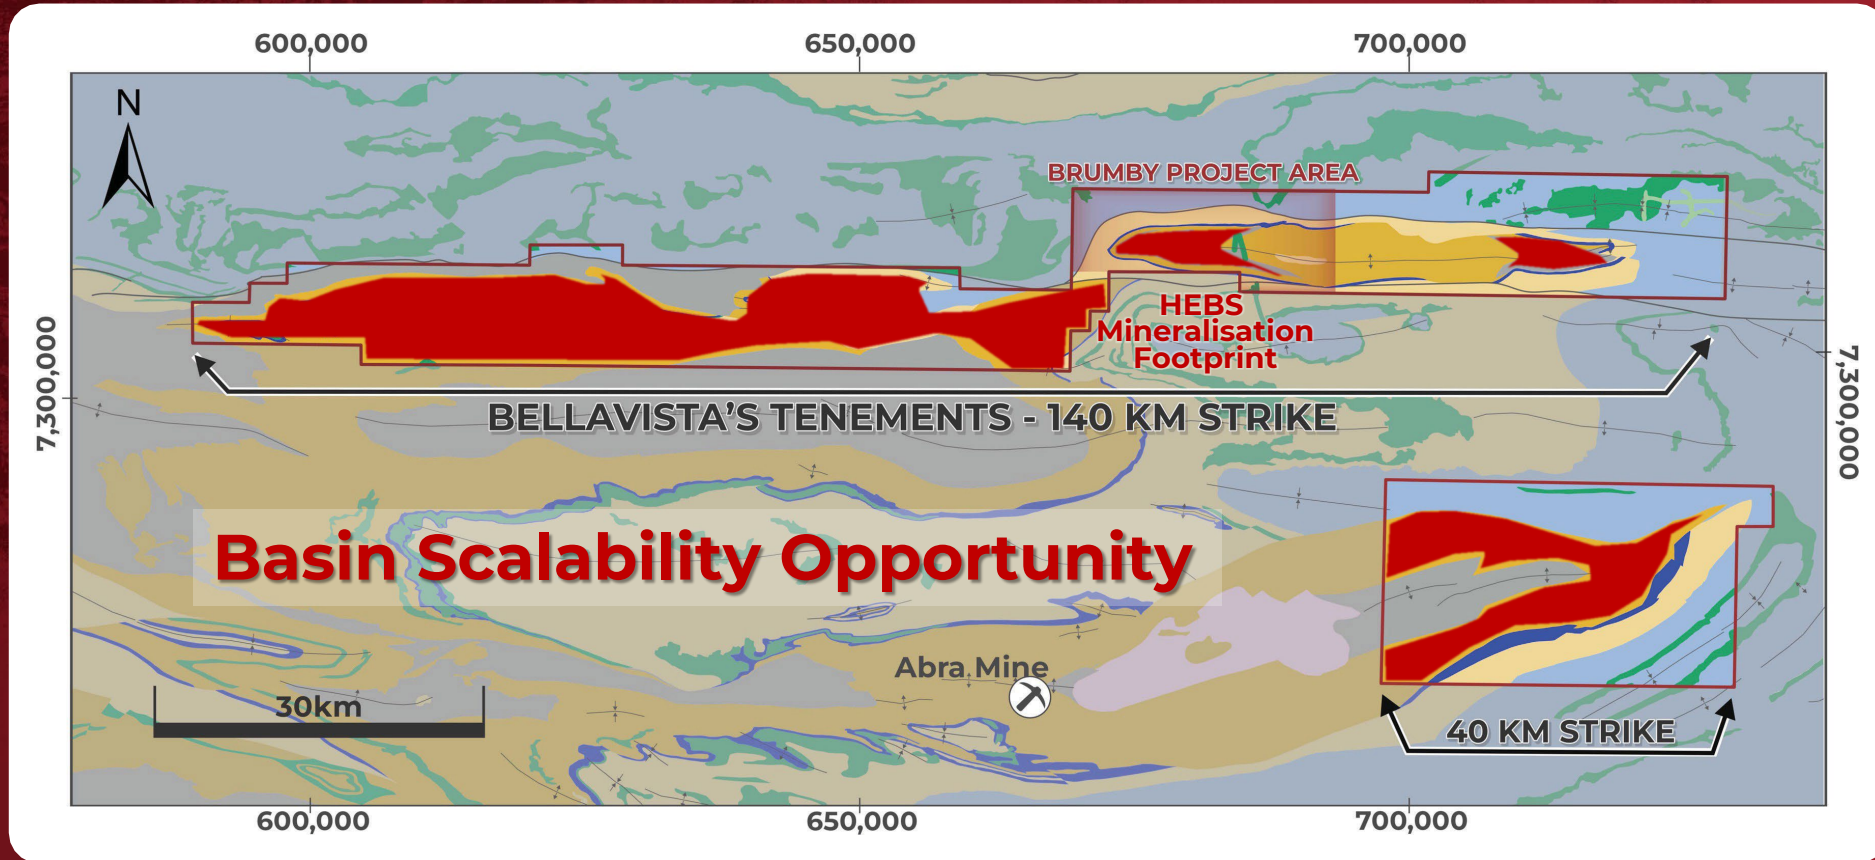 600,000
650,000
700,000
N
BRUMBY PROJECT AREA
HEBS
Mineralisation
Footprint
7,300,000
7,300,000
BELLAVISTA'S TENEMENTS - 140 KM STRIKE
Basin Scalability Opportunity
Abra Mine
30km
40 KM STRIKE
600,000
650,000
700,000